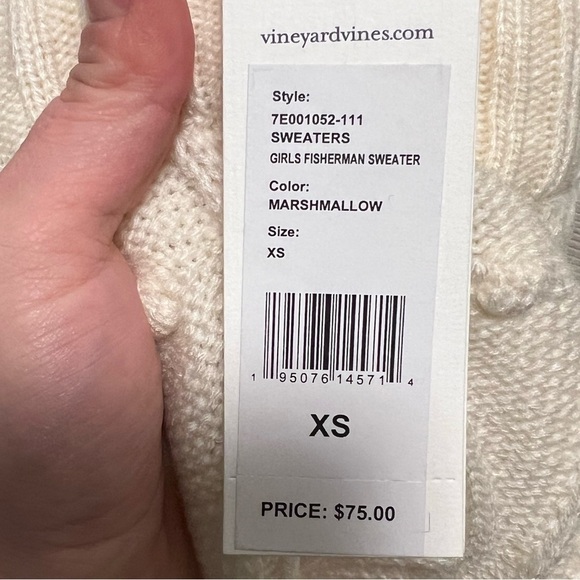 vineyardvines.com
Style:
7E001052-111
SWEATERS
GIRLS FISHERMAN SWEATER
Color:
MARSHMALLOW
Size:
XS
1 95076 14571 4
XS
PRICE: $75.00